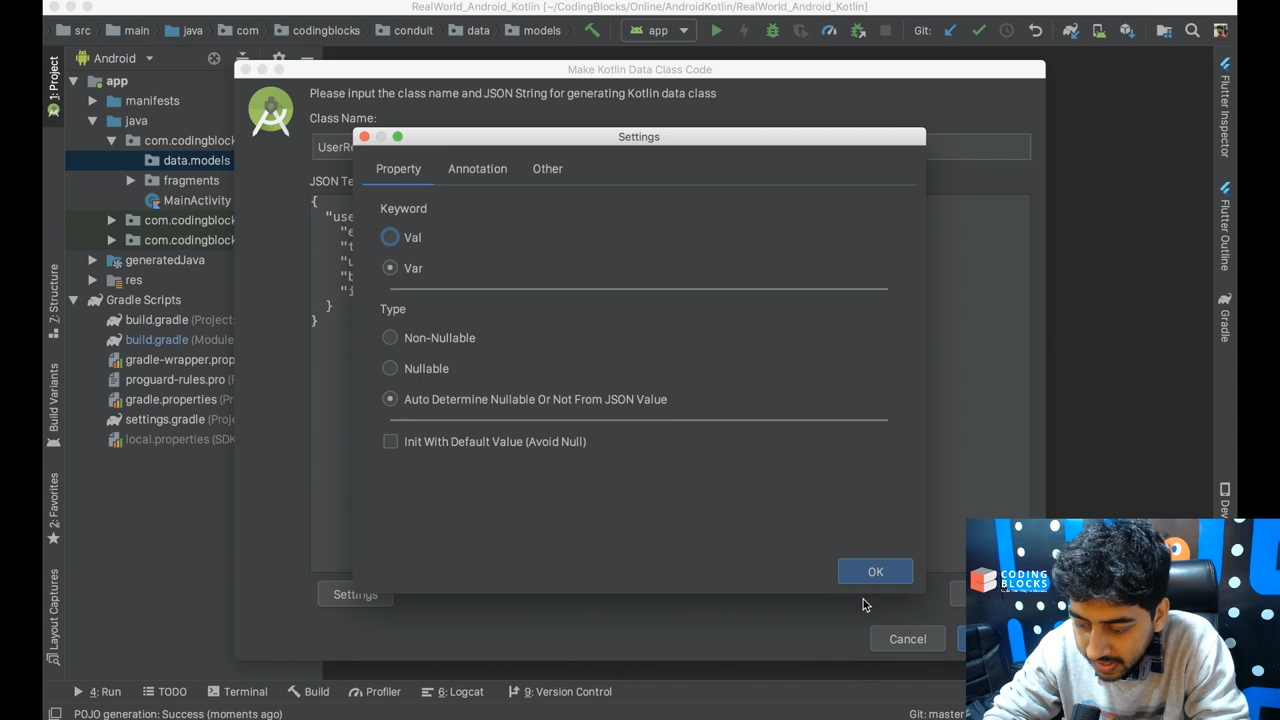 RealWorld_Android_Kotlin [~/CodingBlocks/Online/AndroidKotlin/RealWorld_Android_Kotlin]
src main java com codingblocks conduit data models app Git:
1: Project
Android
Make Kotlin Data Class Code
app
manifests
java
com.codingblock
data.models
fragments
MainActivity
com.codingblock
com.codingblock
generatedJava
res
Gradle Scripts
build.gradle (Project:
build.gradle (Module
gradle-wrapper.prop
proguard-rules.pro
gradle.properties (
settings.gradle (Proje
local.properties (SDK
Please input the class name and JSON String for generating Kotlin data class
Class Name:
UserR
JSON Te
{
"use
"e
"t
"u
"b
"i
}
}
Settings
Property Annotation Other
Keyword
Val
Var
Type
Non-Nullable
Nullable
Auto Determine Nullable Or Not From JSON Value
Init With Default Value (Avoid Null)
OK
Settings
Cancel
7: Structure
Build Variants
2: Favorites
Layout Captures
Flutter Inspector
Flutter Outline
Gradle
Dev
CODING
BLOCKS
4: Run TODO Terminal Build Profiler 6: Logcat 9: Version Control
POJO generation: Success (moments ago)
Git: master